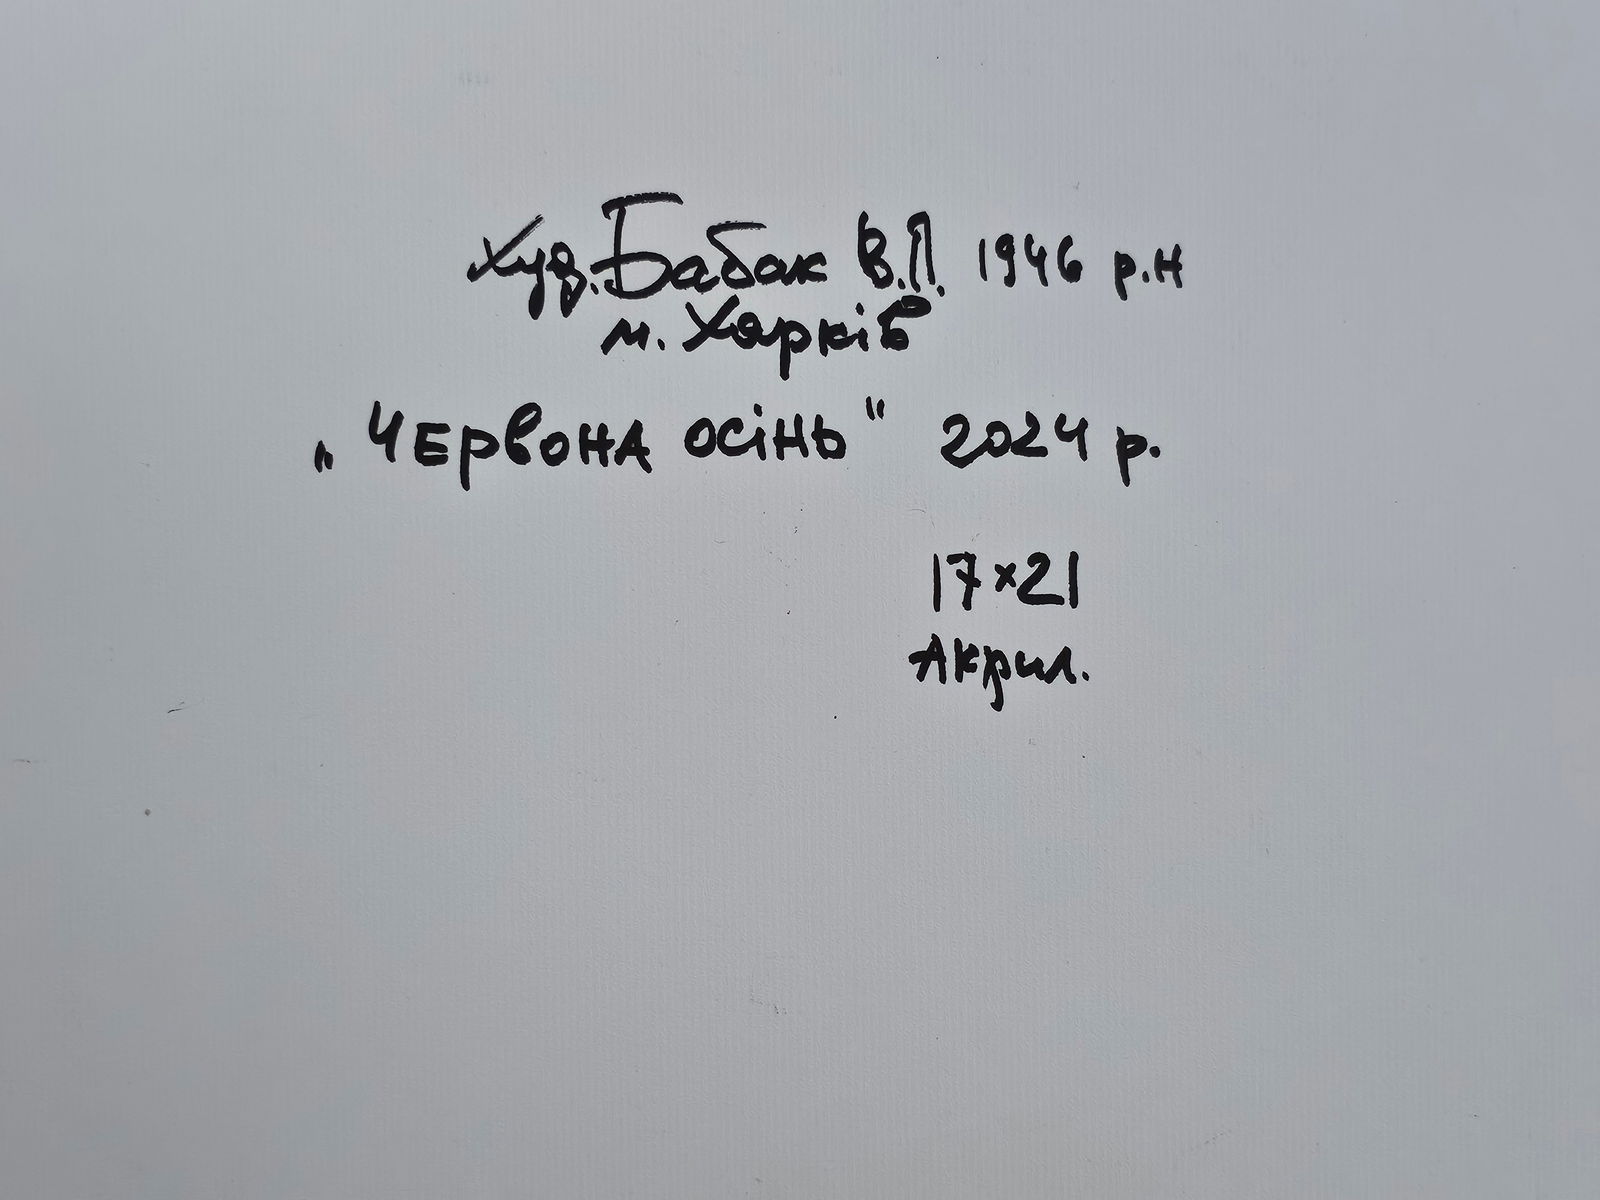 Худ. Бабак В.П. 1946 р.н
м. Харків
„Червона осінь" 2024 р.
17×21
Акрил.